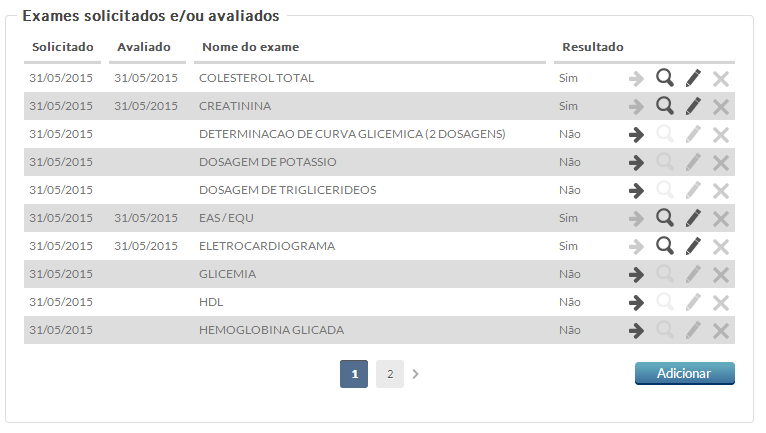 Exames solicitados e/ou avaliados
Solicitado Avaliado Nome do exame Resultado
31/05/2015 31/05/2015 COLESTEROL TOTAL Sim
31/05/2015 31/05/2015 CREATININA Sim
31/05/2015 DETERMINACAO DE CURVA GLICEMICA (2 DOSAGENS) Não
31/05/2015 DOSAGEM DE POTASSIO Não
31/05/2015 DOSAGEM DE TRIGLICERIDEOS Não
31/05/2015 31/05/2015 EAS / EQU Sim
31/05/2015 31/05/2015 ELETROCARDIOGRAMA Sim
31/05/2015 GLICEMIA Não
31/05/2015 HDL Não
31/05/2015 HEMOGLOBINA GLICADA Não
1 2 Adicionar